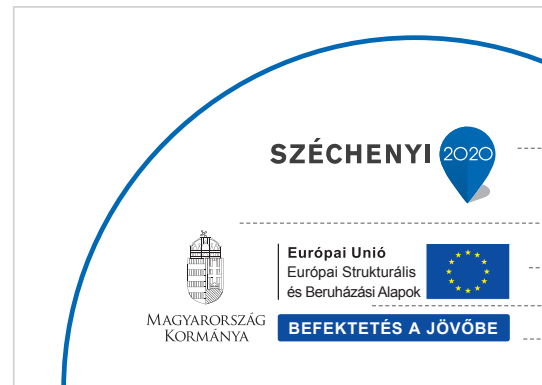 SZÉCHENYI 2020
Európai Unió
Európai Strukturális
és Beruházási Alapok
MAGYARORSZÁG
KORMÁNYA
BEFEKTETÉS A JÖVŐBE